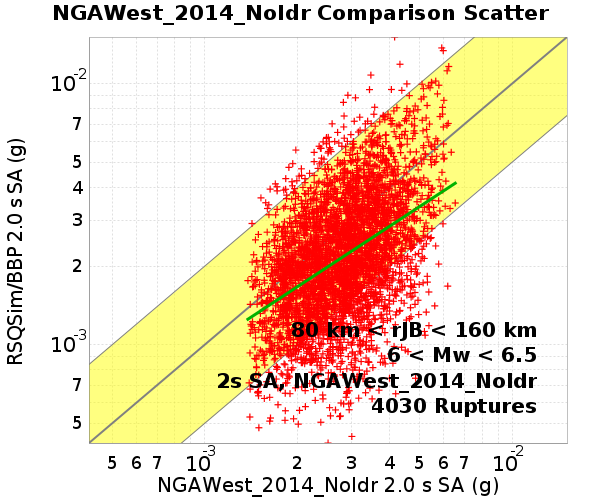 NGAWest_2014_NoIdr Comparison Scatter
RSQSim/BBP 2.0 s SA (g)
10-2
7
5
4
3
2
10-3
7
5
80 km < rJB < 160 km
6 < Mw < 6.5
2s SA, NGAWest_2014_NoIdr
4030 Ruptures
5 6 7 10-3 2 3 4 5 6 7 10-2
NGAWest_2014_NoIdr 2.0 s SA (g)